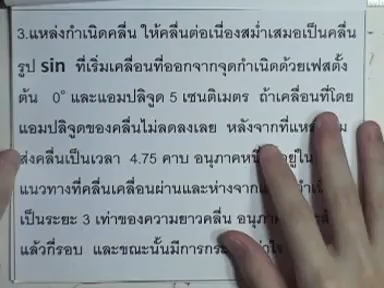 3.แหล่งกำเนิดคลื่น ให้คลื่นต่อเนื่องสม่ำเสมอเป็นคลื่น
รูป sin ที่เริ่มเคลื่อนที่ออกจากจุดกำเนิดด้วยเฟสตั้ง
ต้น 0° และแอมปลิจูด 5 เซนติเมตร ถ้าเคลื่อนที่โดย
แอมปลิจูดของคลื่นไม่ลดลงเลย หลังจากที่
ส่งคลื่นเป็นเวลา 4.75 คาบ อนุภาค
แนวทางที่คลื่นเคลื่อนผ่านและห่างจาก
เป็นระยะ 3 เท่าของความยาวคลื่น
แล้วกี่รอบ และขณะนั้นมีการ